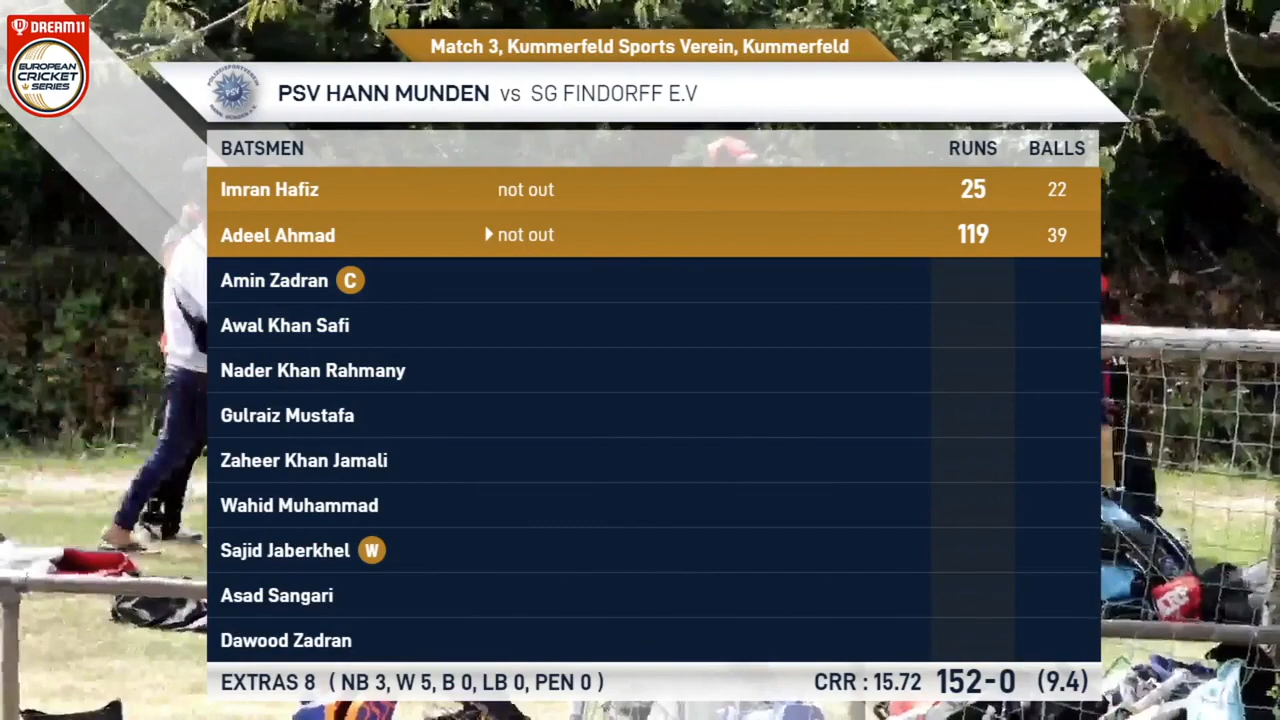 DREAM11
EUROPEAN
CRICKET
SERIES
Match 3, Kummerfeld Sports Verein, Kummerfeld
PSV
PSV HANN MUNDEN vs SG FINDORFF E.V
BATSMEN RUNS BALLS
Imran Hafiz not out 25 22
Adeel Ahmad not out 119 39
Amin Zadran C
Awal Khan Safi
Nader Khan Rahmany
Gulraiz Mustafa
Zaheer Khan Jamali
Wahid Muhammad
Sajid Jaberkhel W
Asad Sangari
Dawood Zadran
EXTRAS 8 ( NB 3, W 5, B 0, LB 0, PEN 0 ) CRR : 15.72 152-0 (9.4)